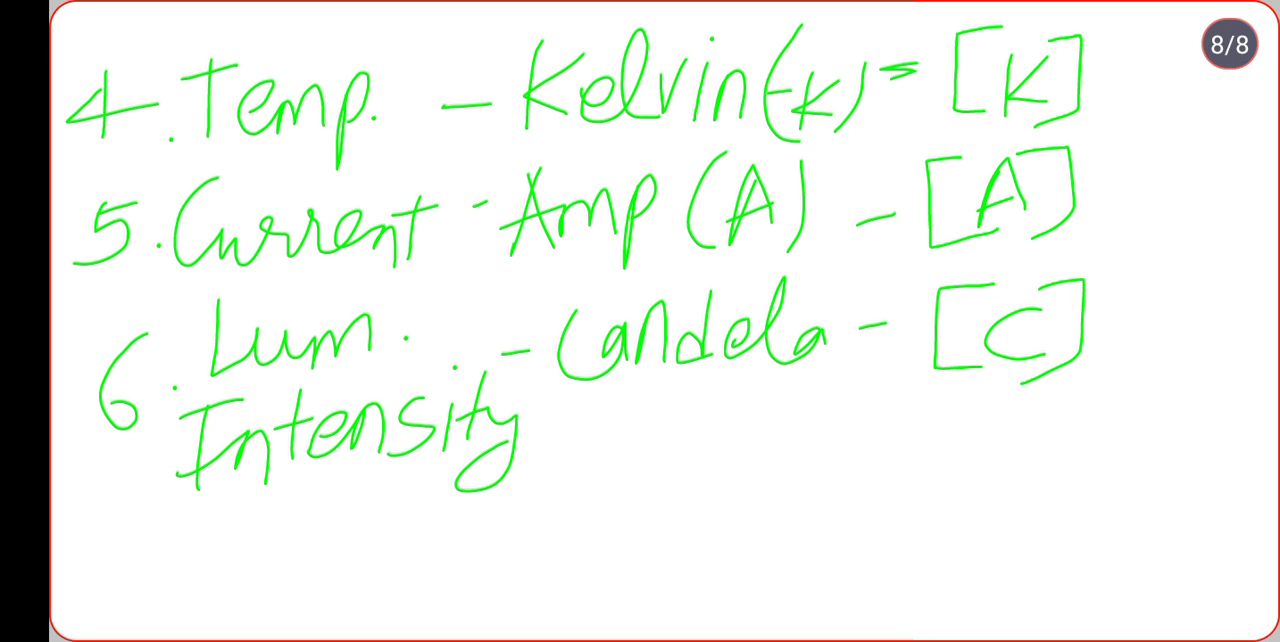 8/8
4. Temp. - Kelvin (K) = [K]
5. Current - Amp (A) - [A]
6. Lum. - Candela - [C]
Intensity